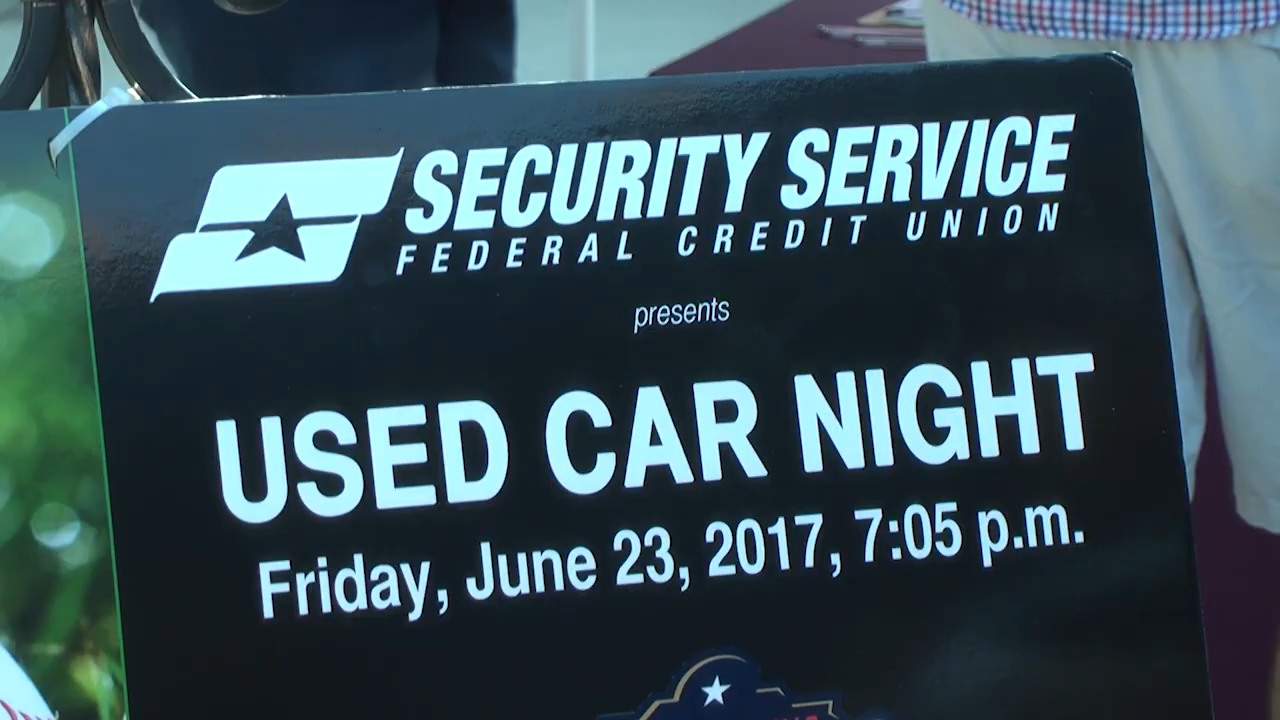 SECURITY SERVICE
FEDERAL CREDIT UNION
presents
USED CAR NIGHT
Friday, June 23, 2017, 7:05 p.m.